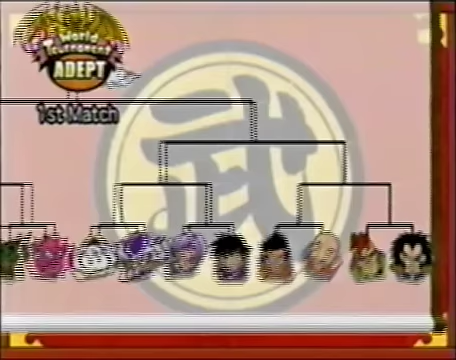 World
Tournament
ADEPT
1st Match
武